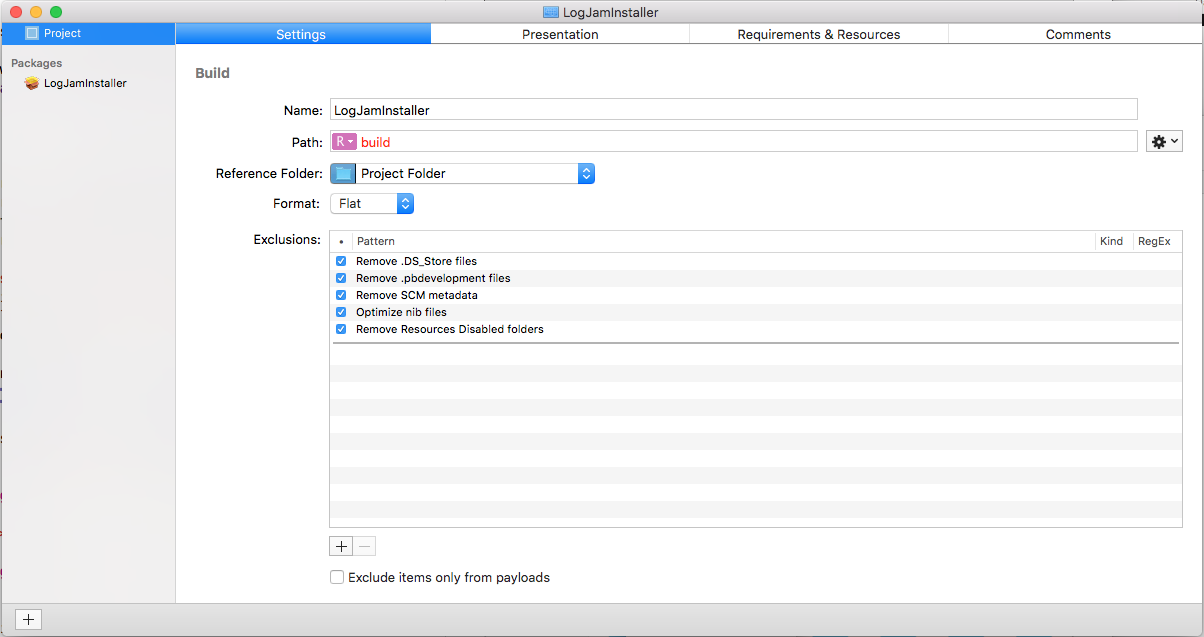 LogJamInstaller
Project
Settings
Presentation
Requirements & Resources
Comments
Packages
LogJamInstaller
Build
Name: LogJamInstaller
Path: R build
Reference Folder: Project Folder
Format: Flat
Exclusions:
• Pattern Kind RegEx
Remove .DS_Store files
Remove .pbdevelopment files
Remove SCM metadata
Optimize nib files
Remove Resources Disabled folders
Exclude items only from payloads